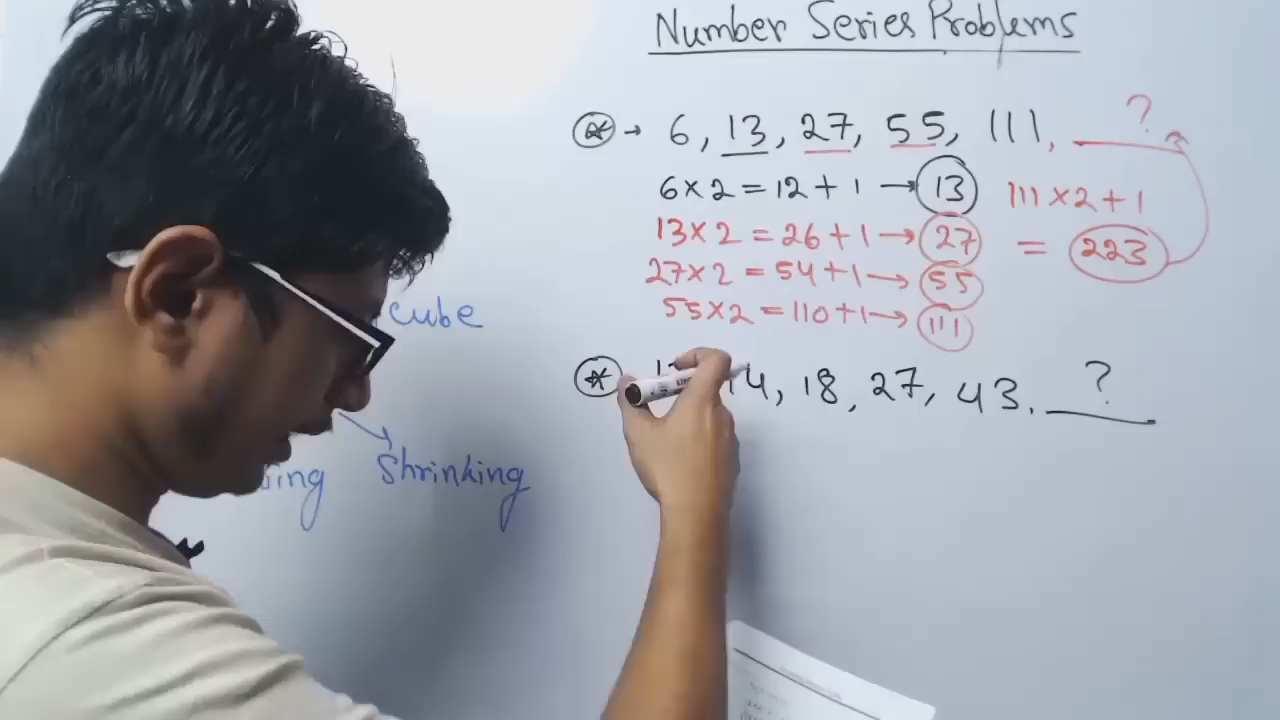 Number Series Problems
6, 13, 27, 55, 111, ?
6×2=12+1→13
13×2=26+1→27
27×2=54+1→55
55×2=110+1→111
111×2+1
=223
14, 18, 27, 43. ?
cube
Shrinking